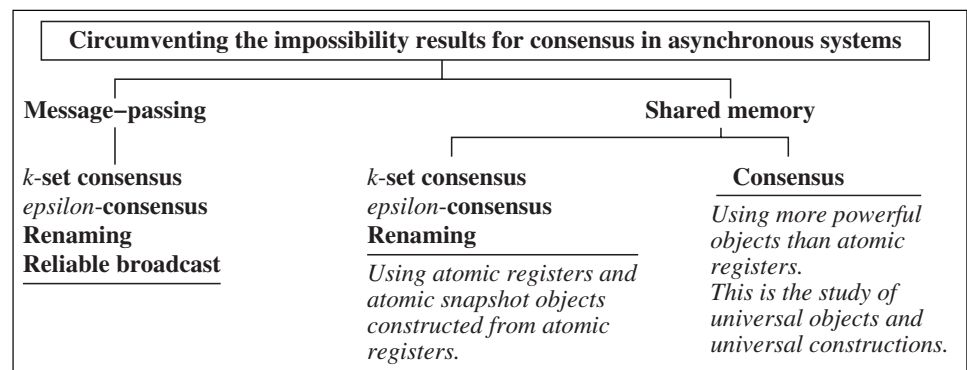 Circumventing the impossibility results for consensus in asynchronous systems
Message−passing
k-set consensus
epsilon-consensus
Renaming
Reliable broadcast
Shared memory
k-set consensus
epsilon-consensus
Renaming
Using atomic registers and
atomic snapshot objects
constructed from atomic
registers.
Consensus
Using more powerful
objects than atomic
registers.
This is the study of
universal objects and
universal constructions.